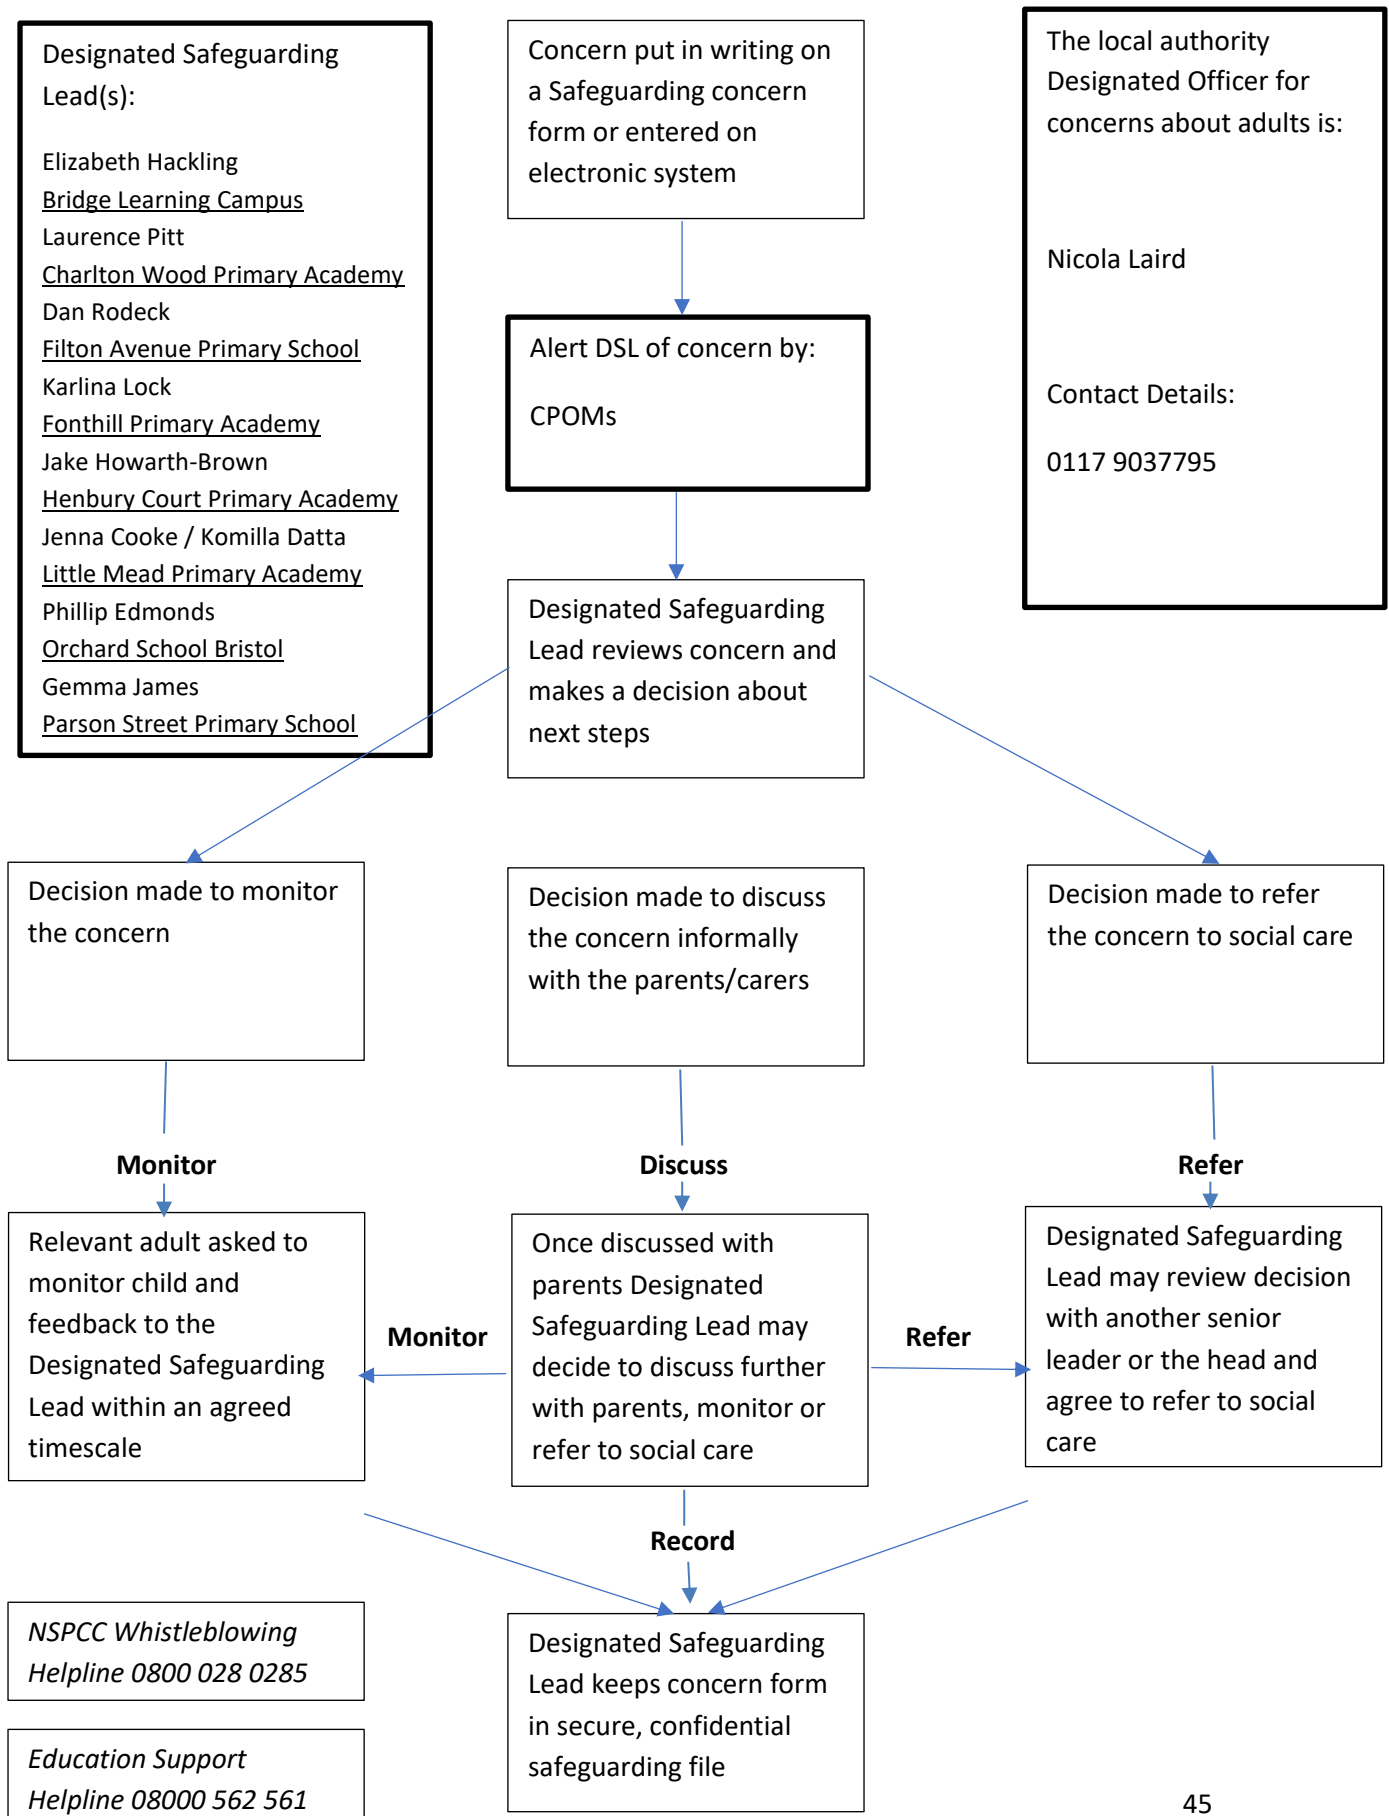 Designated Safeguarding
Lead(s):
Elizabeth Hackling
Bridge Learning Campus
Laurence Pitt
Charlton Wood Primary Academy
Dan Rodeck
Filton Avenue Primary School
Karlina Lock
Fonthill Primary Academy
Jake Howarth-Brown
Henbury Court Primary Academy
Jenna Cooke / Komilla Datta
Little Mead Primary Academy
Phillip Edmonds
Orchard School Bristol
Gemma James
Parson Street Primary School
Concern put in writing on
a Safeguarding concern
form or entered on
electronic system
The local authority
Designated Officer for
concerns about adults is:
Nicola Laird
Contact Details:
0117 9037795
Alert DSL of concern by:
CPOMs
Designated Safeguarding
Lead reviews concern and
makes a decision about
next steps
Decision made to monitor
the concern
Decision made to discuss
the concern informally
with the parents/carers
Decision made to refer
the concern to social care
Monitor
Discuss
Refer
Relevant adult asked to
monitor child and
feedback to the
Designated Safeguarding
Lead within an agreed
timescale
Monitor
Once discussed with
parents Designated
Safeguarding Lead may
decide to discuss further
with parents, monitor or
refer to social care
Refer
Designated Safeguarding
Lead may review decision
with another senior
leader or the head and
agree to refer to social
care
Record
NSPCC Whistleblowing
Helpline 0800 028 0285
Designated Safeguarding
Lead keeps concern form
in secure, confidential
safeguarding file
Education Support
Helpline 08000 562 561
45